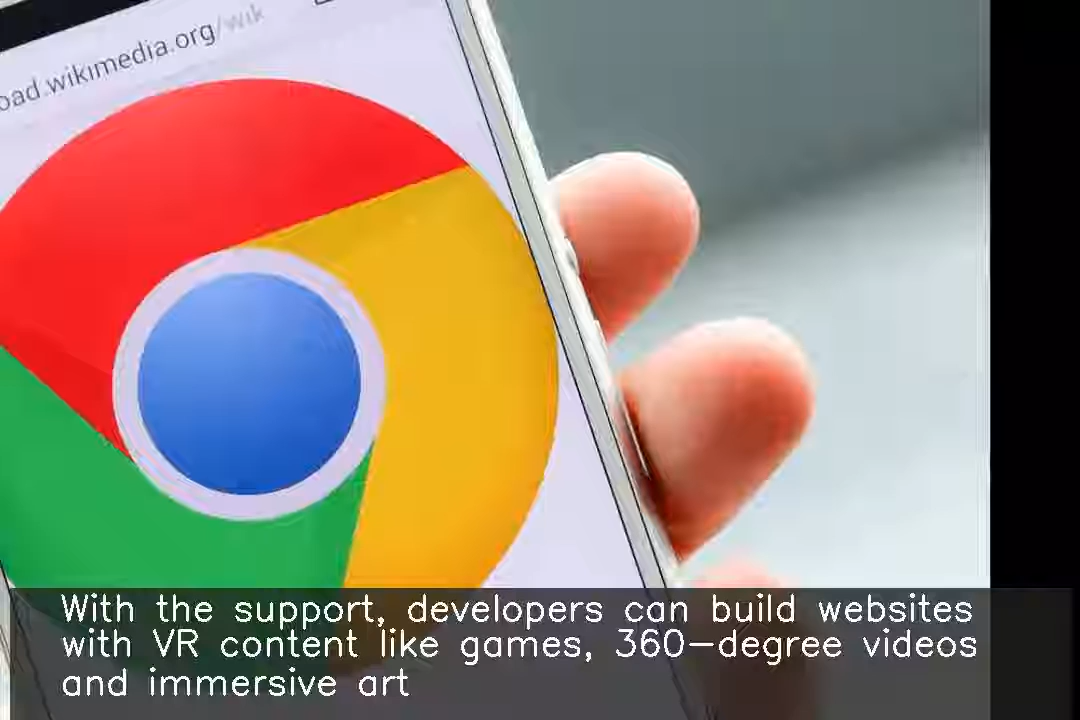 oad.wikimedia.org/wik
With the support, developers can build websites
with VR content like games, 360-degree videos
and immersive art